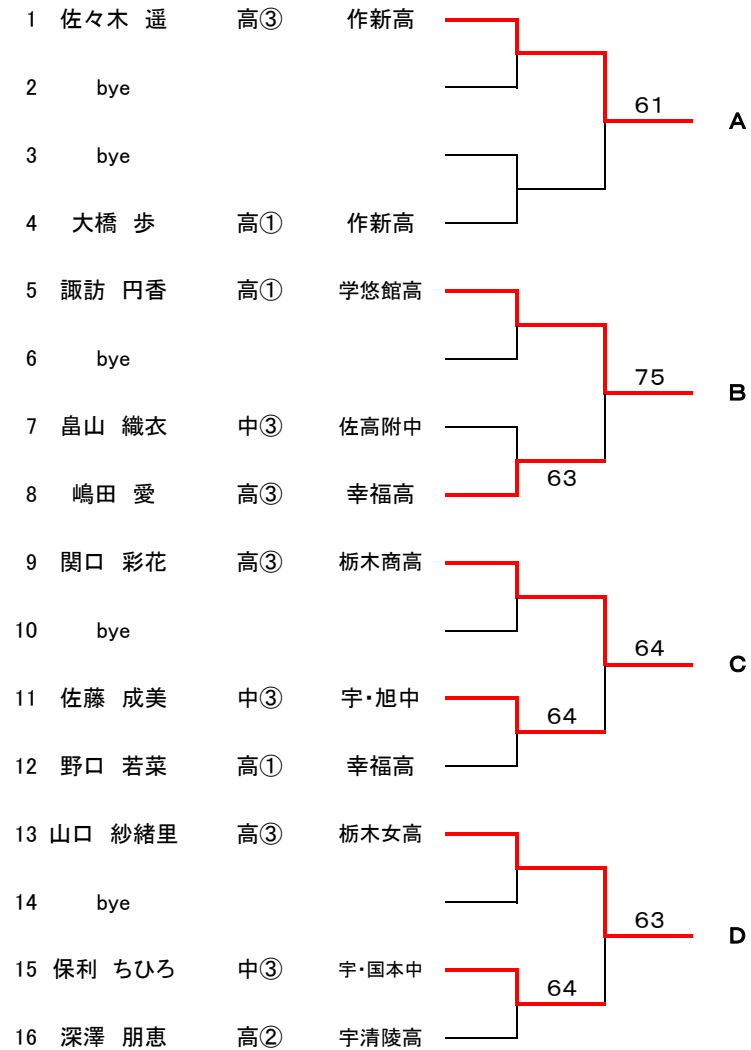 1 佐々木 遥 高③ 作新高
2 bye
61
A
3 bye
4 大橋 歩 高① 作新高
5 諏訪 円香 高① 学悠館高
6 bye
75
B
7 畠山 織衣 中③ 佐高附中
63
8 嶋田 愛 高③ 幸福高
9 関口 彩花 高③ 栃木商高
10 bye
64
C
11 佐藤 成美 中③ 宇・旭中
64
12 野口 若菜 高① 幸福高
13 山口 紗緒里 高③ 栃木女高
14 bye
63
D
15 保利 ちひろ 中③ 宇・国本中
64
16 深澤 朋恵 高② 宇清陵高